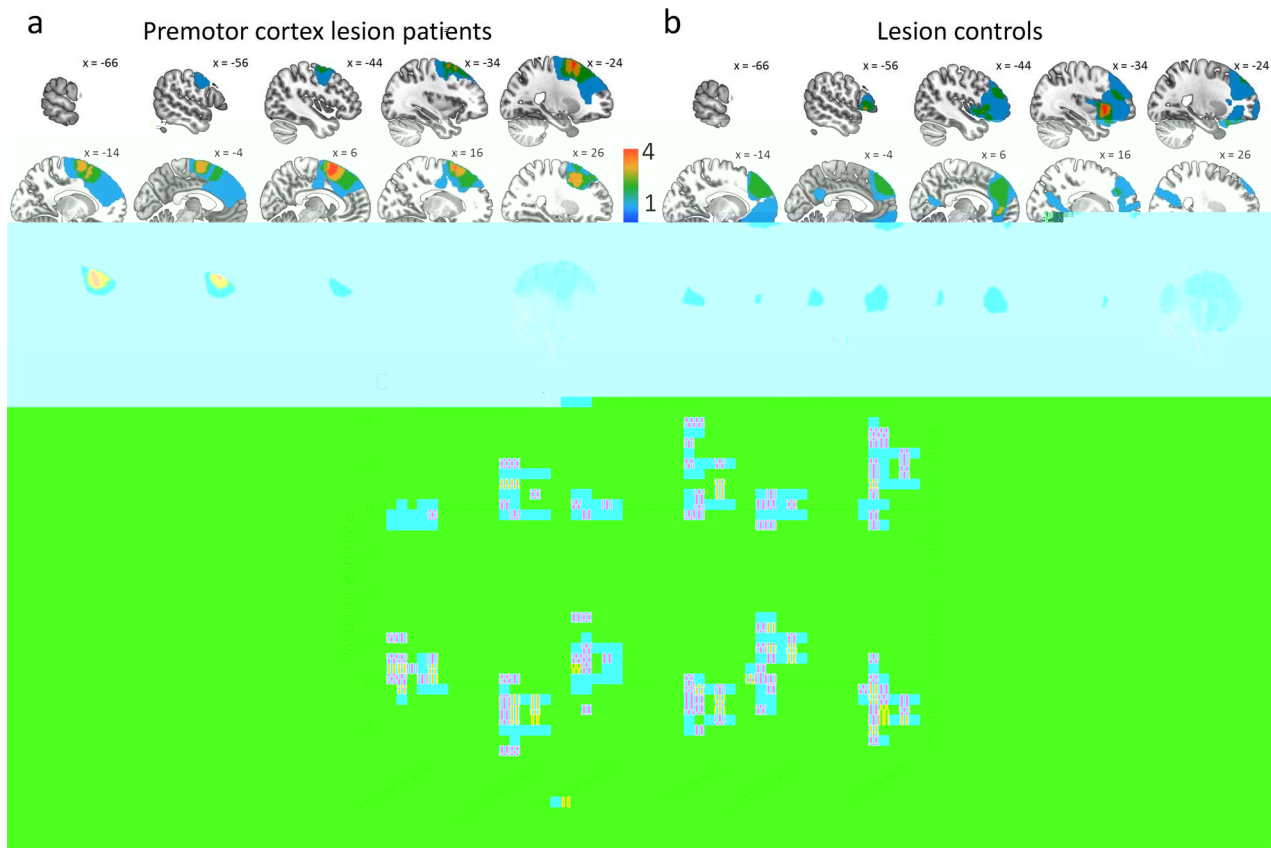 a
Premotor cortex lesion patients
b
Lesion controls
x = -66
x = -56
x = -44
x = -34
x = -24
x = -66
x = -56
x = -44
x = -34
x = -24
x = -14
x = -4
x = 6
x = 16
x = 26
4
1
x = -14
x = -4
x = 6
x = 16
x = 26
C